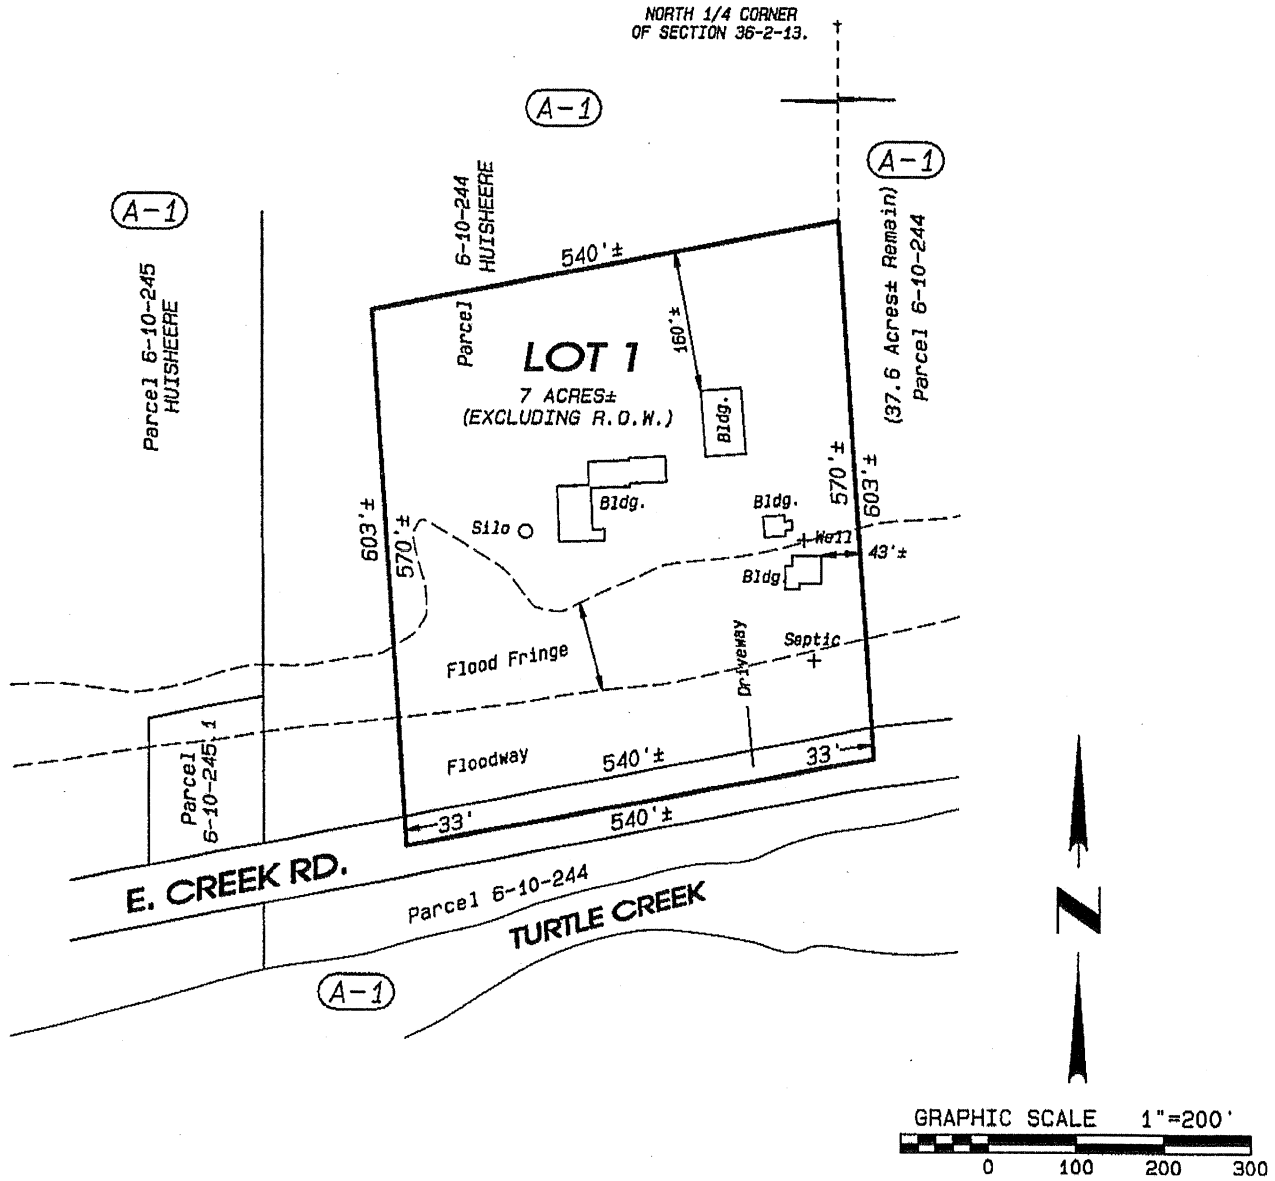 NORTH 1/4 CORNER
OF SECTION 36-2-13.
A-1
A-1
A-1
Parcel 6-10-245
HUISHEERE
Parcel 6-10-244
HUISHEERE
(37.6 Acres± Remain)
Parcel 6-10-244
540'±
160'±
LOT 1
7 ACRES±
(EXCLUDING R.O.W.)
Bldg.
Bldg.
Silo
Bldg.
Well
43'±
Bldg.
603'±
570'±
570'±
603'±
Flood Fringe
Septic
Driveway
Floodway
540'±
33'
33'
540'±
Parcel
6-10-245.1
E. CREEK RD.
Parcel 6-10-244
TURTLE CREEK
A-1
N
GRAPHIC SCALE 1"=200'
0 100 200 300